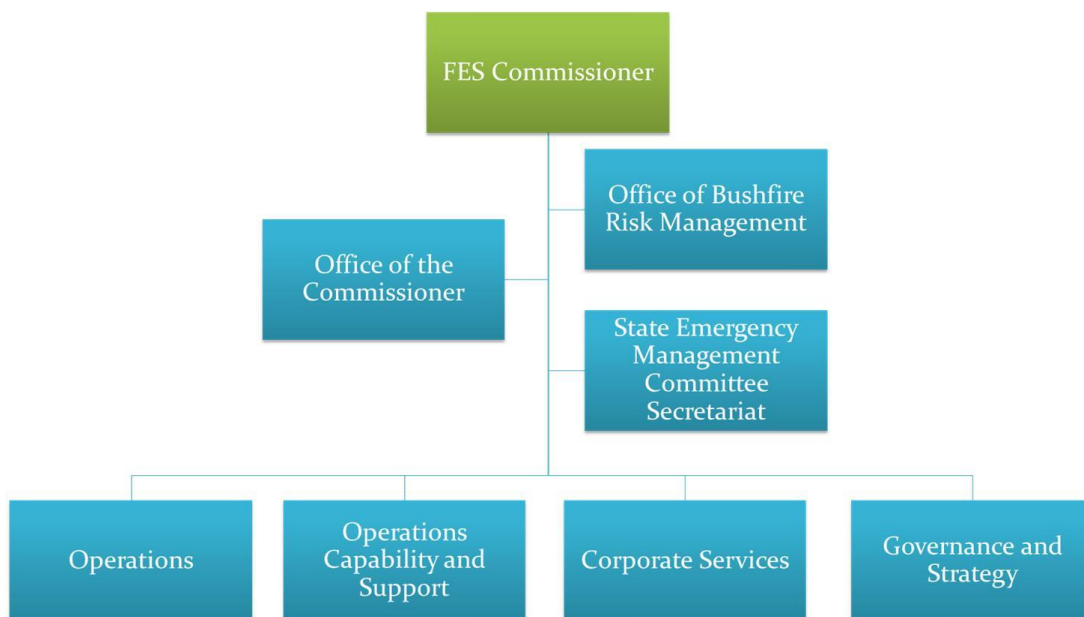 FES Commissioner
Office of Bushfire
Risk Management
Office of the
Commissioner
State Emergency
Management
Committee
Secretariat
Operations
Operations
Capability and
Support
Corporate Services
Governance and
Strategy